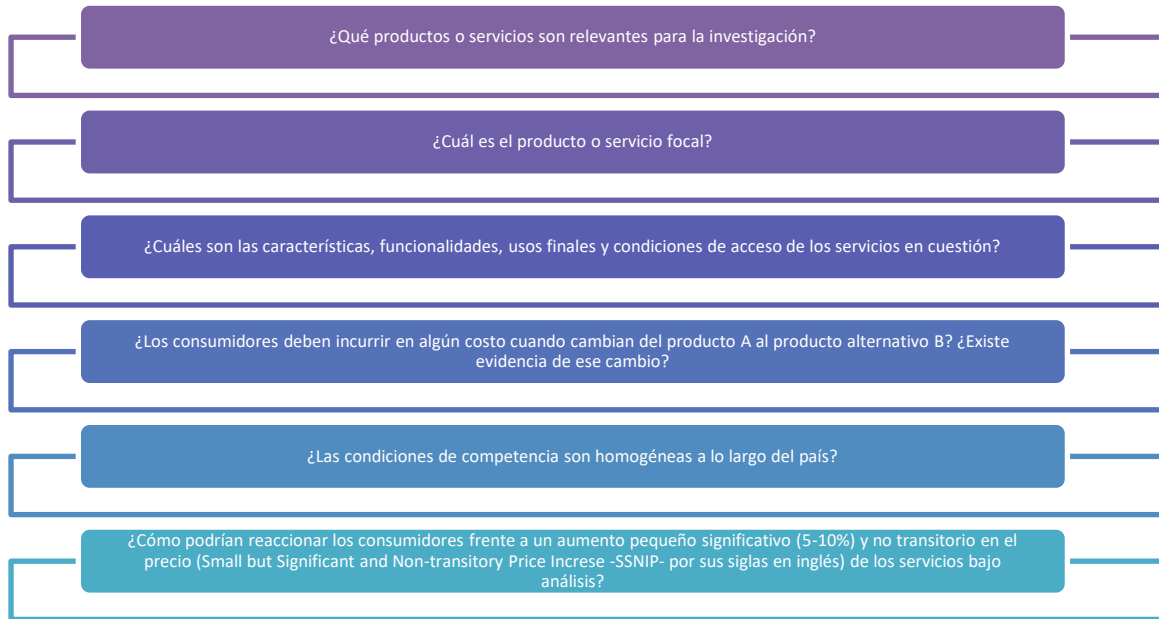 ¿Qué productos o servicios son relevantes para la investigación?
¿Cuál es el producto o servicio focal?
¿Cuáles son las características, funcionalidades, usos finales y condiciones de acceso de los servicios en cuestión?
¿Los consumidores deben incurrir en algún costo cuando cambian del producto A al producto alternativo B? ¿Existe
evidencia de ese cambio?
¿Las condiciones de competencia son homogéneas a lo largo del país?
¿Cómo podrían reaccionar los consumidores frente a un aumento pequeño significativo (5-10%) y no transitorio en el
precio (Small but Significant and Non-transitory Price Increse -SSNIP- por sus siglas en inglés) de los servicios bajo
análisis?